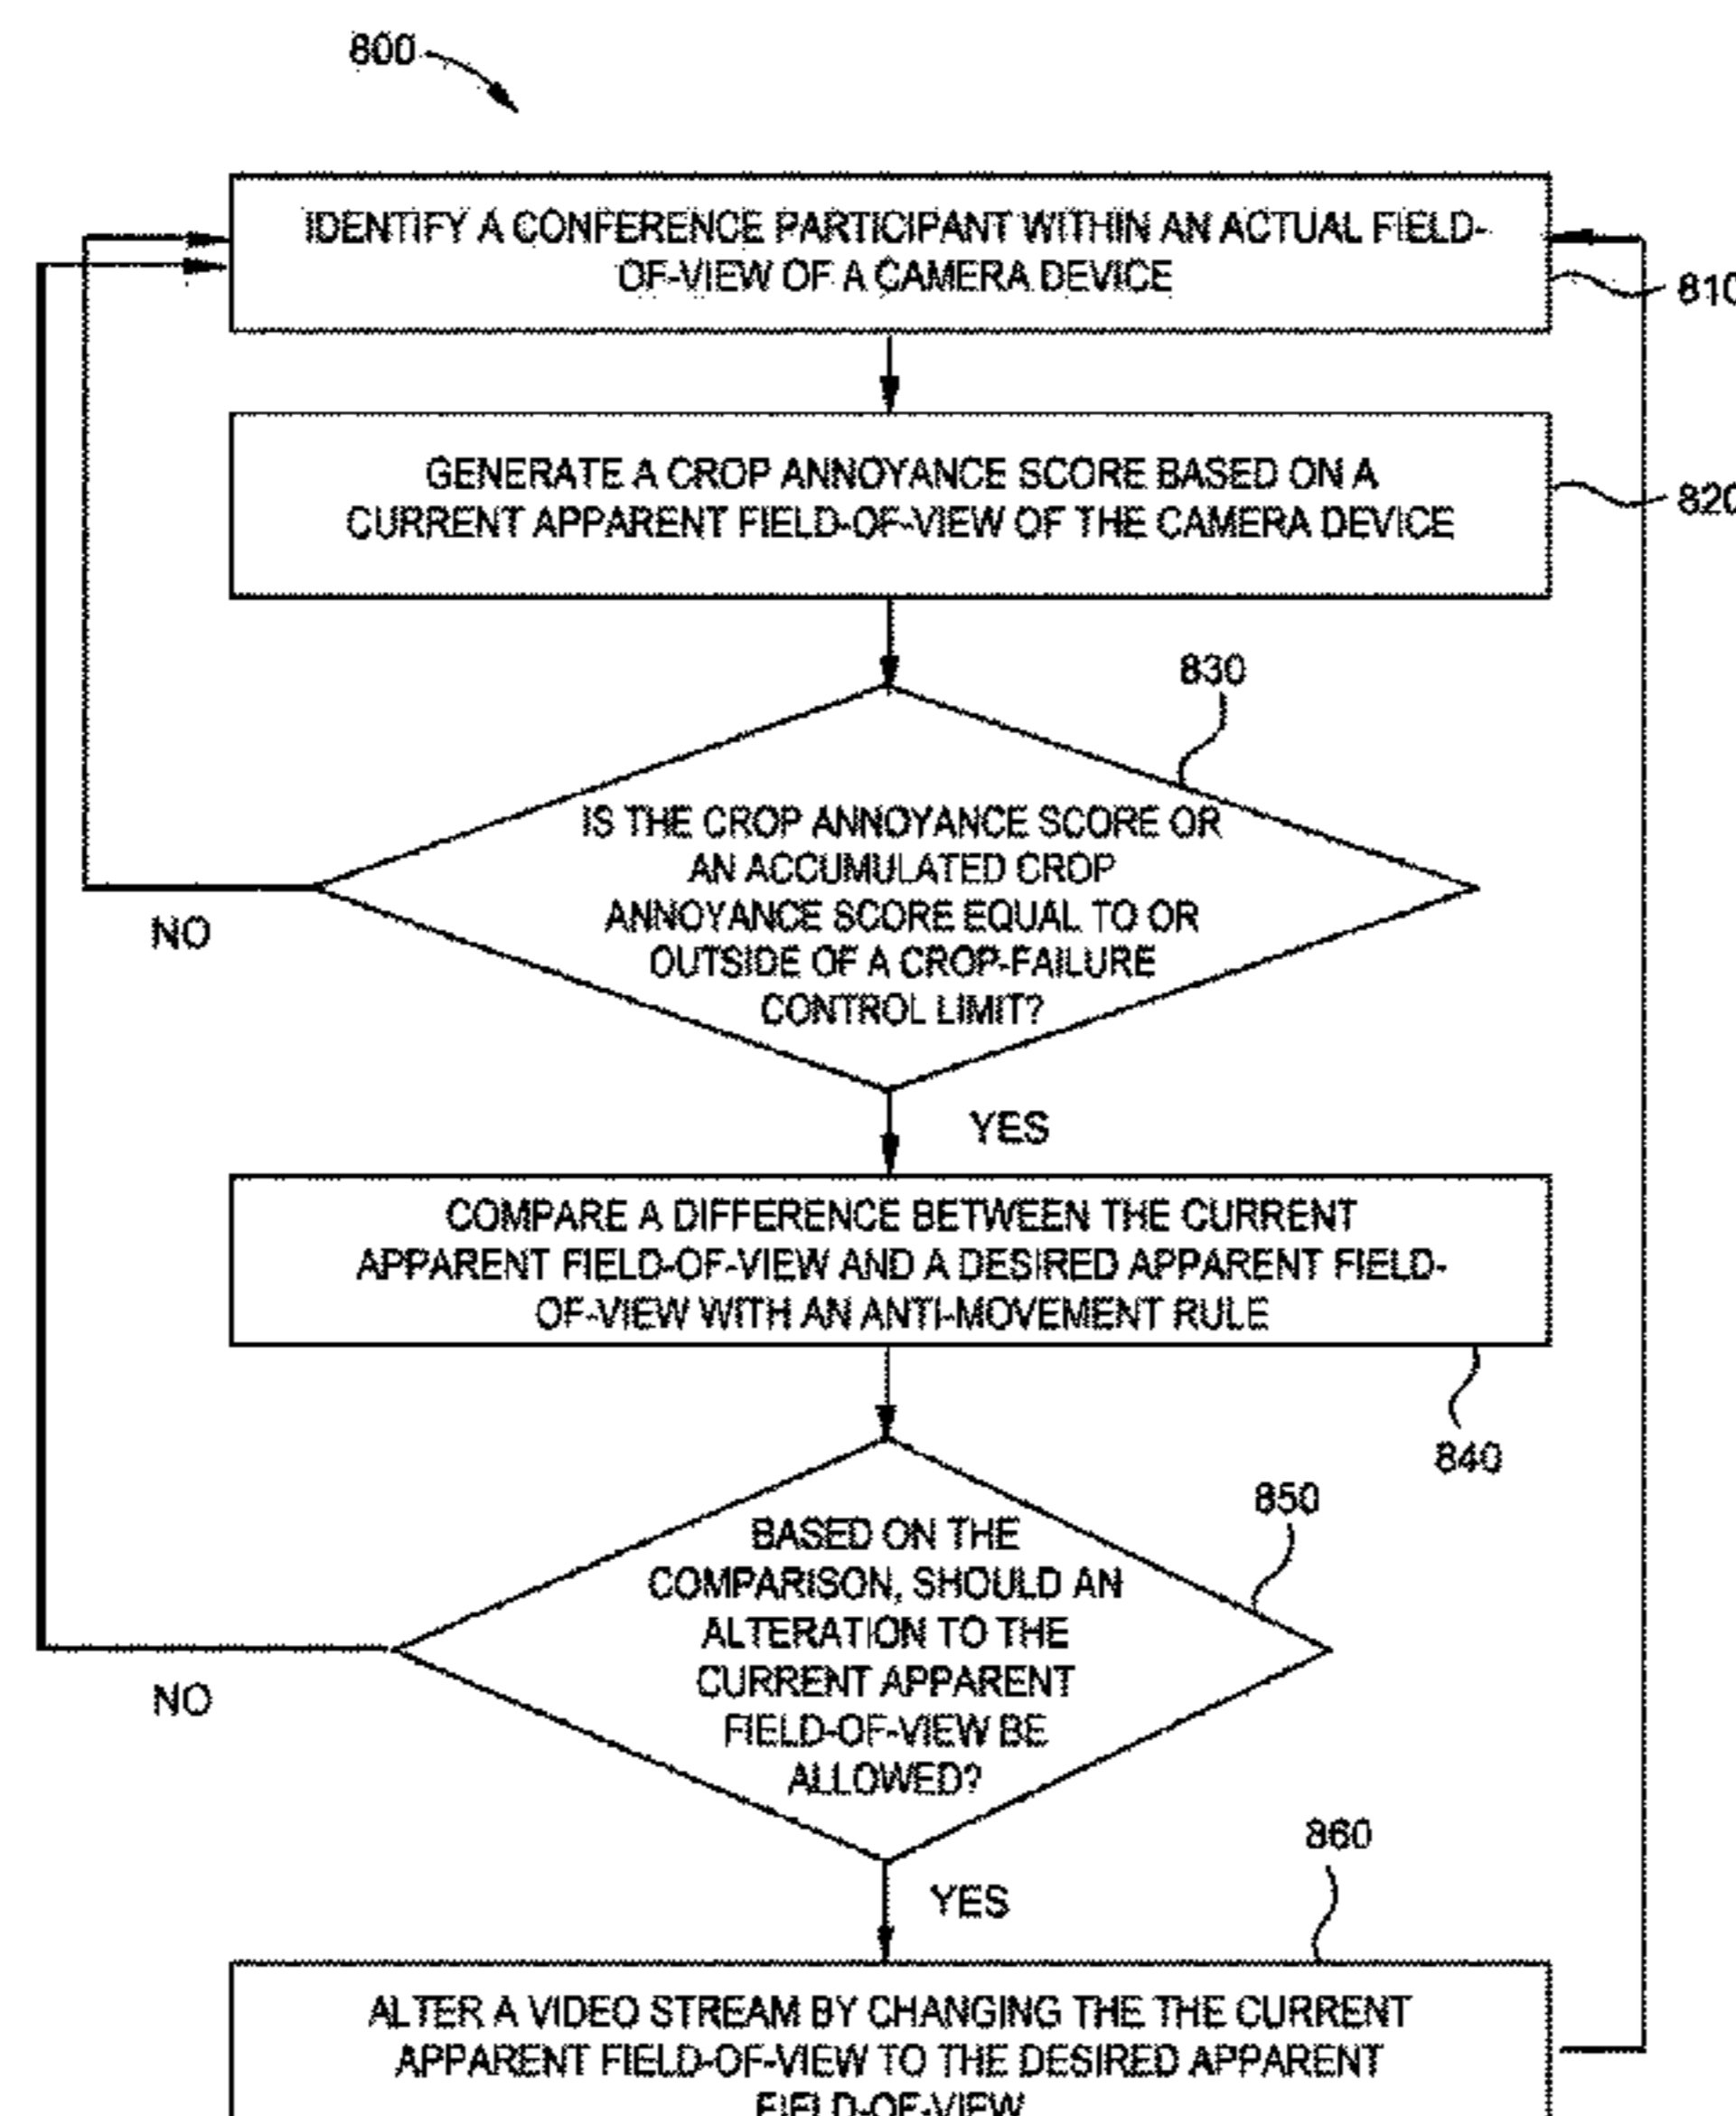 800
IDENTIFY A CONFERENCE PARTICIPANT WITHIN AN ACTUAL FIELD-
OF-VIEW OF A CAMERA DEVICE
810
GENERATE A CROP ANNOYANCE SCORE BASED ON A
CURRENT APPARENT FIELD-OF-VIEW OF THE CAMERA DEVICE
820
830
IS THE CROP ANNOYANCE SCORE OR
AN ACCUMULATED CROP
ANNOYANCE SCORE EQUAL TO OR
OUTSIDE OF A CROP-FAILURE
CONTROL LIMIT?
NO
YES
COMPARE A DIFFERENCE BETWEEN THE CURRENT
APPARENT FIELD-OF-VIEW AND A DESIRED APPARENT FIELD-
OF-VIEW WITH AN ANTI-MOVEMENT RULE
840
850
BASED ON THE
COMPARISON, SHOULD AN
ALTERATION TO THE
CURRENT APPARENT
FIELD-OF-VIEW BE
ALLOWED?
NO
YES
860
ALTER A VIDEO STREAM BY CHANGING THE THE CURRENT
APPARENT FIELD-OF-VIEW TO THE DESIRED APPARENT
FIELD-OF-VIEW